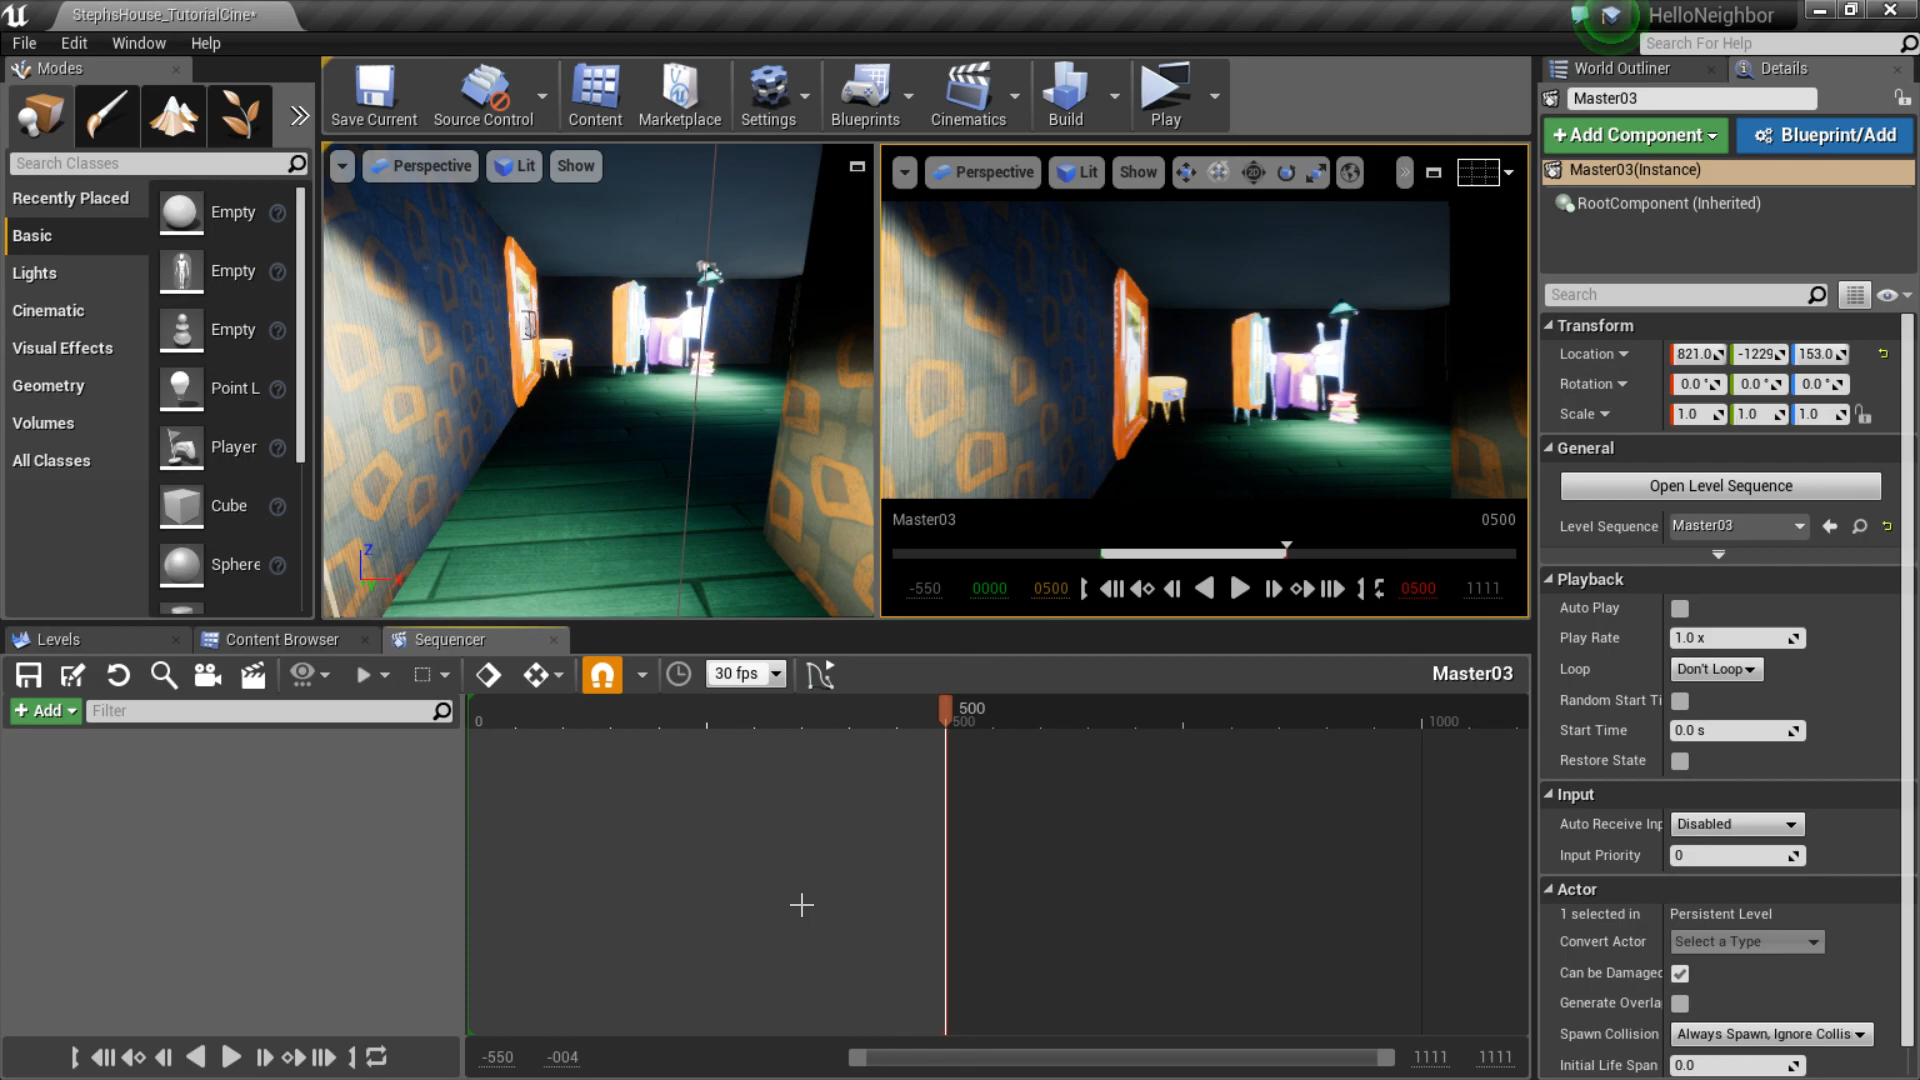 StephsHouse_TutorialCine*
HelloNeighbor
File Edit Window Help
Search For Help
Modes
World Outliner
Details
Save Current
Source Control
Content
Marketplace
Settings
Blueprints
Cinematics
Build
Play
Master03
+ Add Component
Blueprint/Add
Search Classes
Perspective
Lit
Show
Perspective
Lit
Show
Master03(Instance)
RootComponent (Inherited)
Recently Placed
Basic
Lights
Cinematic
Visual Effects
Geometry
Volumes
All Classes
Empty
Empty
Empty
Point L
Player
Cube
Sphere
Z
Search
Transform
Location 821.0 -1229 153.0
Rotation 0.0 ° 0.0 ° 0.0 °
Scale 1.0 1.0 1.0
General
Open Level Sequence
Level Sequence Master03
Master03 0500
-550 0000 0500 0500 1111
Playback
Auto Play
Play Rate 1.0 x
Loop Don't Loop
Random Start Ti
Start Time 0.0 s
Restore State
Input
Auto Receive Inp Disabled
Input Priority 0
Actor
1 selected in Persistent Level
Convert Actor Select a Type
Can be Damaged
Generate Overla
Spawn Collision Always Spawn, Ignore Collis
Initial Life Span 0.0
Levels
Content Browser
Sequencer
30 fps
Master03
+ Add
Filter
500
0 500 1000
-550 -004 1111 1111